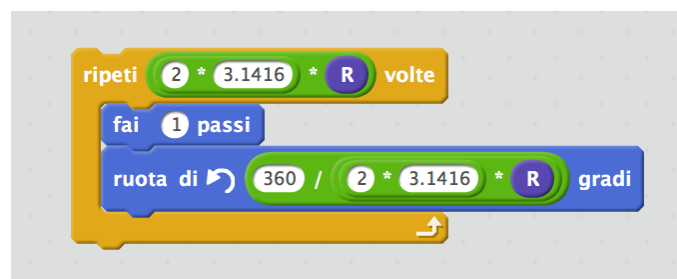 ripeti 2 * 3.1416 * R volte
fai 1 passi
ruota di 360 / 2 * 3.1416 * R gradi